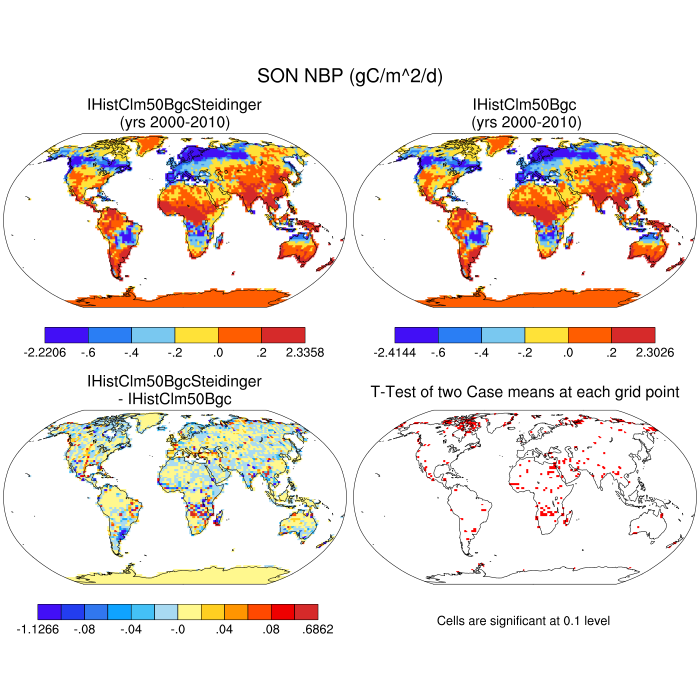 SON NBP (gC/m^2/d)
IHistClm50BgcSteidinger
(yrs 2000-2010)
IHistClm50Bgc
(yrs 2000-2010)
-2.2206 -.6 -.4 -.2 .0 .2 2.3358
-2.4144 -.6 -.4 -.2 .0 .2 2.3026
IHistClm50BgcSteidinger
- IHistClm50Bgc
T-Test of two Case means at each grid point
-1.1266 -.08 -.04 -.0 .04 .08 .6862
Cells are significant at 0.1 level